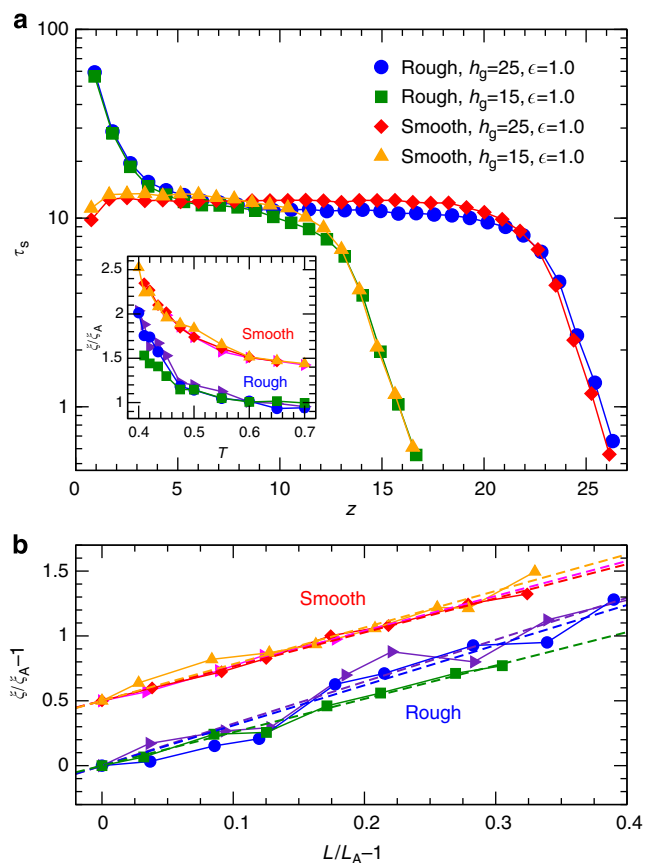 a
100
10
1
τs
0 5 10 15 20 25
z
Rough, hg=25, ϵ=1.0
Rough, hg=15, ϵ=1.0
Smooth, hg=25, ϵ=1.0
Smooth, hg=15, ϵ=1.0
2.5
2
1.5
1
ξ/ξA
Smooth
Rough
0.4 0.5 0.6 0.7
T
b
1.5
1
0.5
0
ξ/ξA–1
Smooth
Rough
0 0.1 0.2 0.3 0.4
L/LA–1